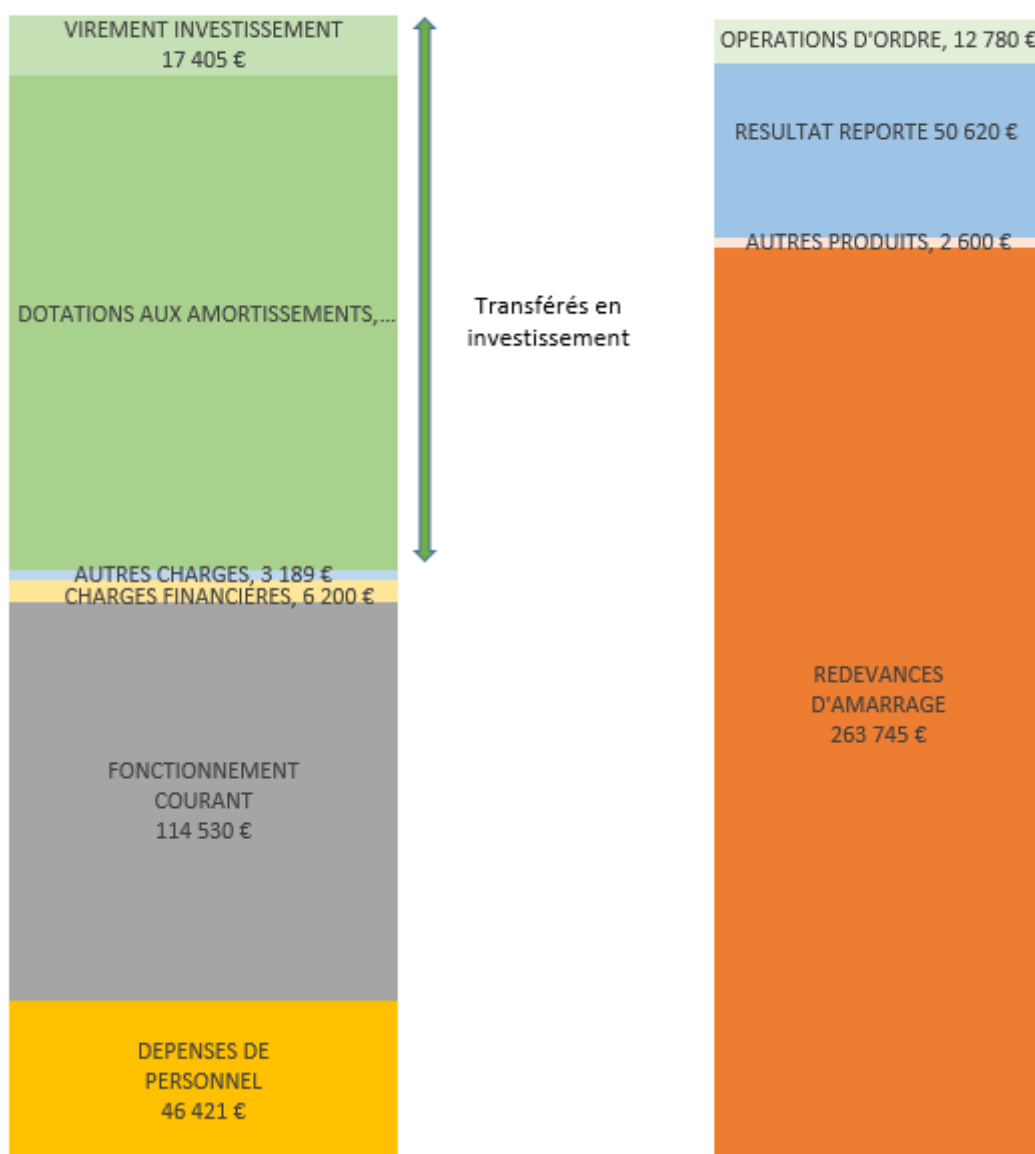 VIREMENT INVESTISSEMENT
17 405 €
DOTATIONS AUX AMORTISSEMENTS,...
AUTRES CHARGES, 3 189 €
CHARGES FINANCIERES, 6 200 €
FONCTIONNEMENT
COURANT
114 530 €
DEPENSES DE
PERSONNEL
46 421 €
Transférés en
investissement
OPERATIONS D'ORDRE, 12 780 €
RESULTAT REPORTE 50 620 €
AUTRES PRODUITS, 2 600 €
REDEVANCES
D'AMARRAGE
263 745 €